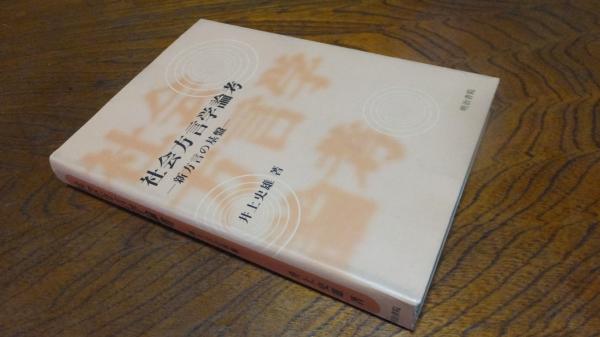 社会方言学論考
―新方言の基盤―
井上史雄 著
明治書院